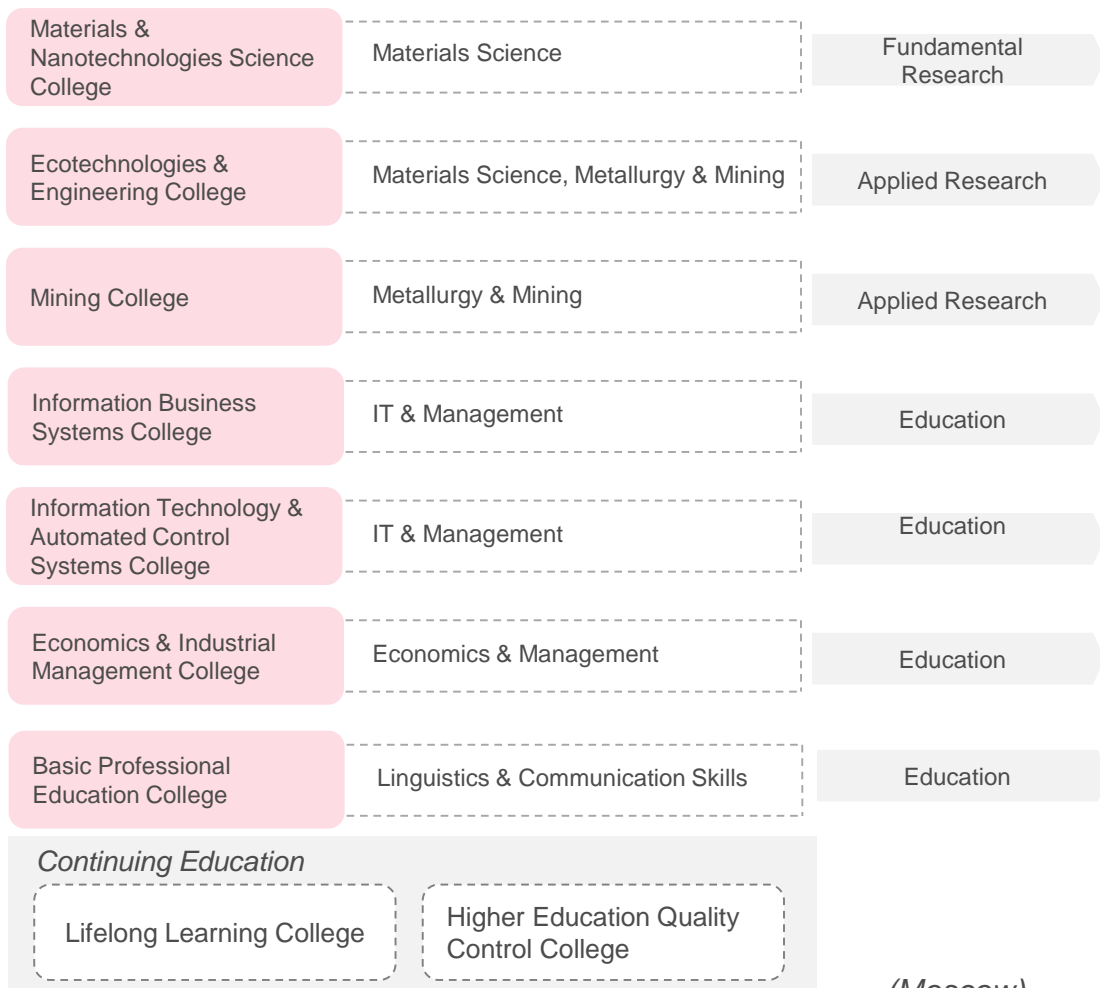 Materials &
Nanotechnologies Science
College
Materials Science
Fundamental
Research
Ecotechnologies &
Engineering College
Materials Science, Metallurgy & Mining
Applied Research
Mining College
Metallurgy & Mining
Applied Research
Information Business
Systems College
IT & Management
Education
Information Technology &
Automated Control
Systems College
IT & Management
Education
Economics & Industrial
Management College
Economics & Management
Education
Basic Professional
Education College
Linguistics & Communication Skills
Education
Continuing Education
Lifelong Learning College
Higher Education Quality
Control College
(Moscow)